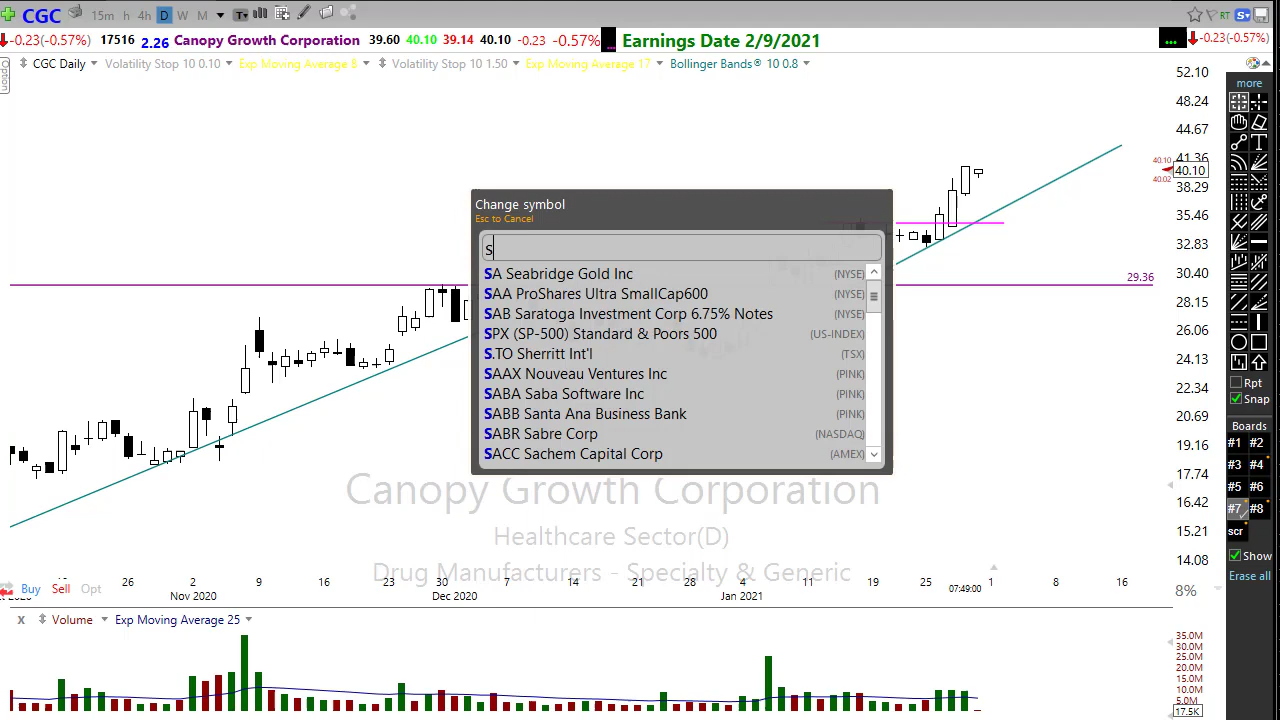 CGC 15m h 4h D W M T RT S
-0.23(-0.57%) 17516 2.26 Canopy Growth Corporation 39.60 40.10 39.14 40.10 -0.23 -0.57% ... Earnings Date 2/9/2021 ... -0.23(-0.57%)
CGC Daily Volatility Stop 10 0.10 Exp Moving Average 8 Volatility Stop 10 1.50 Exp Moving Average 17 Bollinger Bands® 10 0.8
Option
52.10
48.24
44.67
41.36
40.10
40.10
40.02
38.29
35.46
32.83
30.40
29.36
28.15
26.06
24.13
22.34
20.69
19.16
17.74
16.42
15.21
14.08
more
T
Rpt
Snap
Boards
#1 #2
#3 #4
#5 #6
#7 #8
scr
Show
Erase all
Change symbol
Esc to Cancel
S
SA Seabridge Gold Inc (NYSE)
SAA ProShares Ultra SmallCap600 (NYSE)
SAB Saratoga Investment Corp 6.75% Notes (NYSE)
SPX (SP-500) Standard & Poors 500 (US-INDEX)
S.TO Sherritt Int'l (TSX)
SAAX Nouveau Ventures Inc (PINK)
SABA Saba Software Inc (PINK)
SABB Santa Ana Business Bank (PINK)
SABR Sabre Corp (NASDAQ)
SACC Sachem Capital Corp (AMEX)
Canopy Growth Corporation
Healthcare Sector(D)
Drug Manufacturers - Specialty & Generic
Buy Sell Opt 26 2 9 16 23 30 7 14 21 28 4 11 19 25 1 8 16
2020 Nov 2020 Dec 2020 Jan 2021 07:49:00 8%
X Volume Exp Moving Average 25
35.0M
30.0M
25.0M
20.0M
15.0M
10.0M
5.0M
17.5K